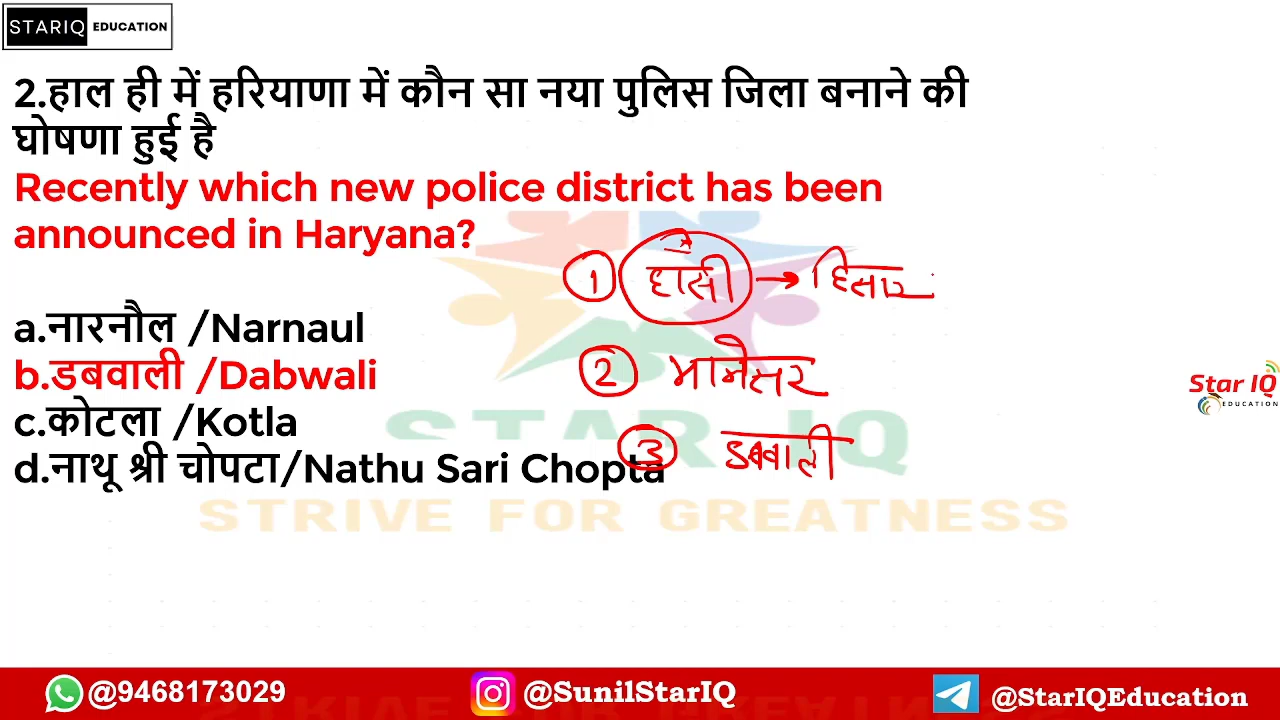 STARIQ EDUCATION
2.हाल ही में हरियाणा में कौन सा नया पुलिस जिला बनाने की
घोषणा हुई है
Recently which new police district has been
announced in Haryana?
1 हासी → हिसार
a.नारनौल /Narnaul
2 मानेसर
b.डबवाली /Dabwali
Star IQ
EDUCATION
c.कोटला /Kotla
STAR IQ
3 डबवाली
d.नाथू श्री चोपटा/Nathu Sari Chopta
STRIVE FOR GREATNESS
@9468173029 @SunilStarIQ @StarIQEducation